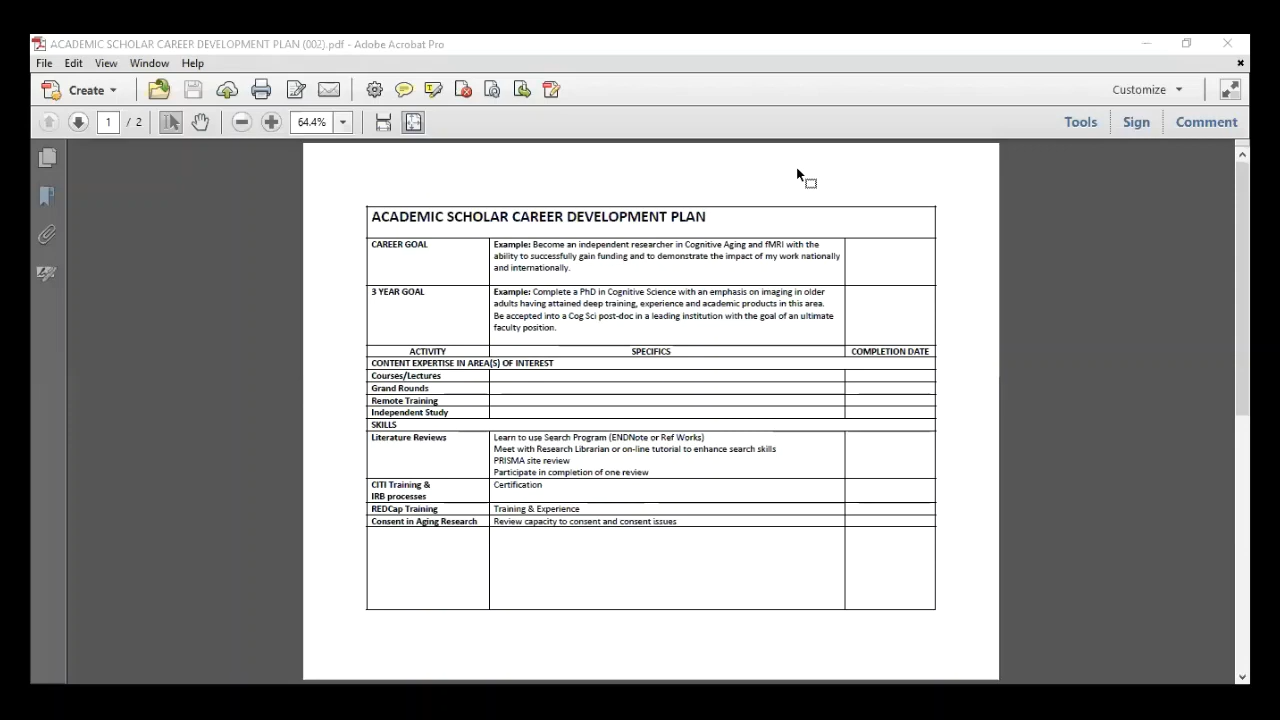 ACADEMIC SCHOLAR CAREER DEVELOPMENT PLAN (002).pdf - Adobe Acrobat Pro
File Edit View Window Help
Create Customize
1 / 2 64.4% Tools Sign Comment
ACADEMIC SCHOLAR CAREER DEVELOPMENT PLAN
CAREER GOAL
Example: Become an independent researcher in Cognitive Aging and fMRI with the
ability to successfully gain funding and to demonstrate the impact of my work nationally
and internationally.
3 YEAR GOAL
Example: Complete a PhD in Cognitive Science with an emphasis on imaging in older
adults having attained deep training, experience and academic products in this area.
Be accepted into a Cog Sci post-doc in a leading institution with the goal of an ultimate
faculty position.
ACTIVITY SPECIFICS COMPLETION DATE
CONTENT EXPERTISE IN AREA(S) OF INTEREST
Courses/Lectures
Grand Rounds
Remote Training
Independent Study
SKILLS
Literature Reviews
Learn to use Search Program (ENDNote or Ref Works)
Meet with Research Librarian or on-line tutorial to enhance search skills
PRISMA site review
Participate in completion of one review
CITI Training &
IRB processes
Certification
REDCap Training Training & Experience
Consent in Aging Research Review capacity to consent and consent issues